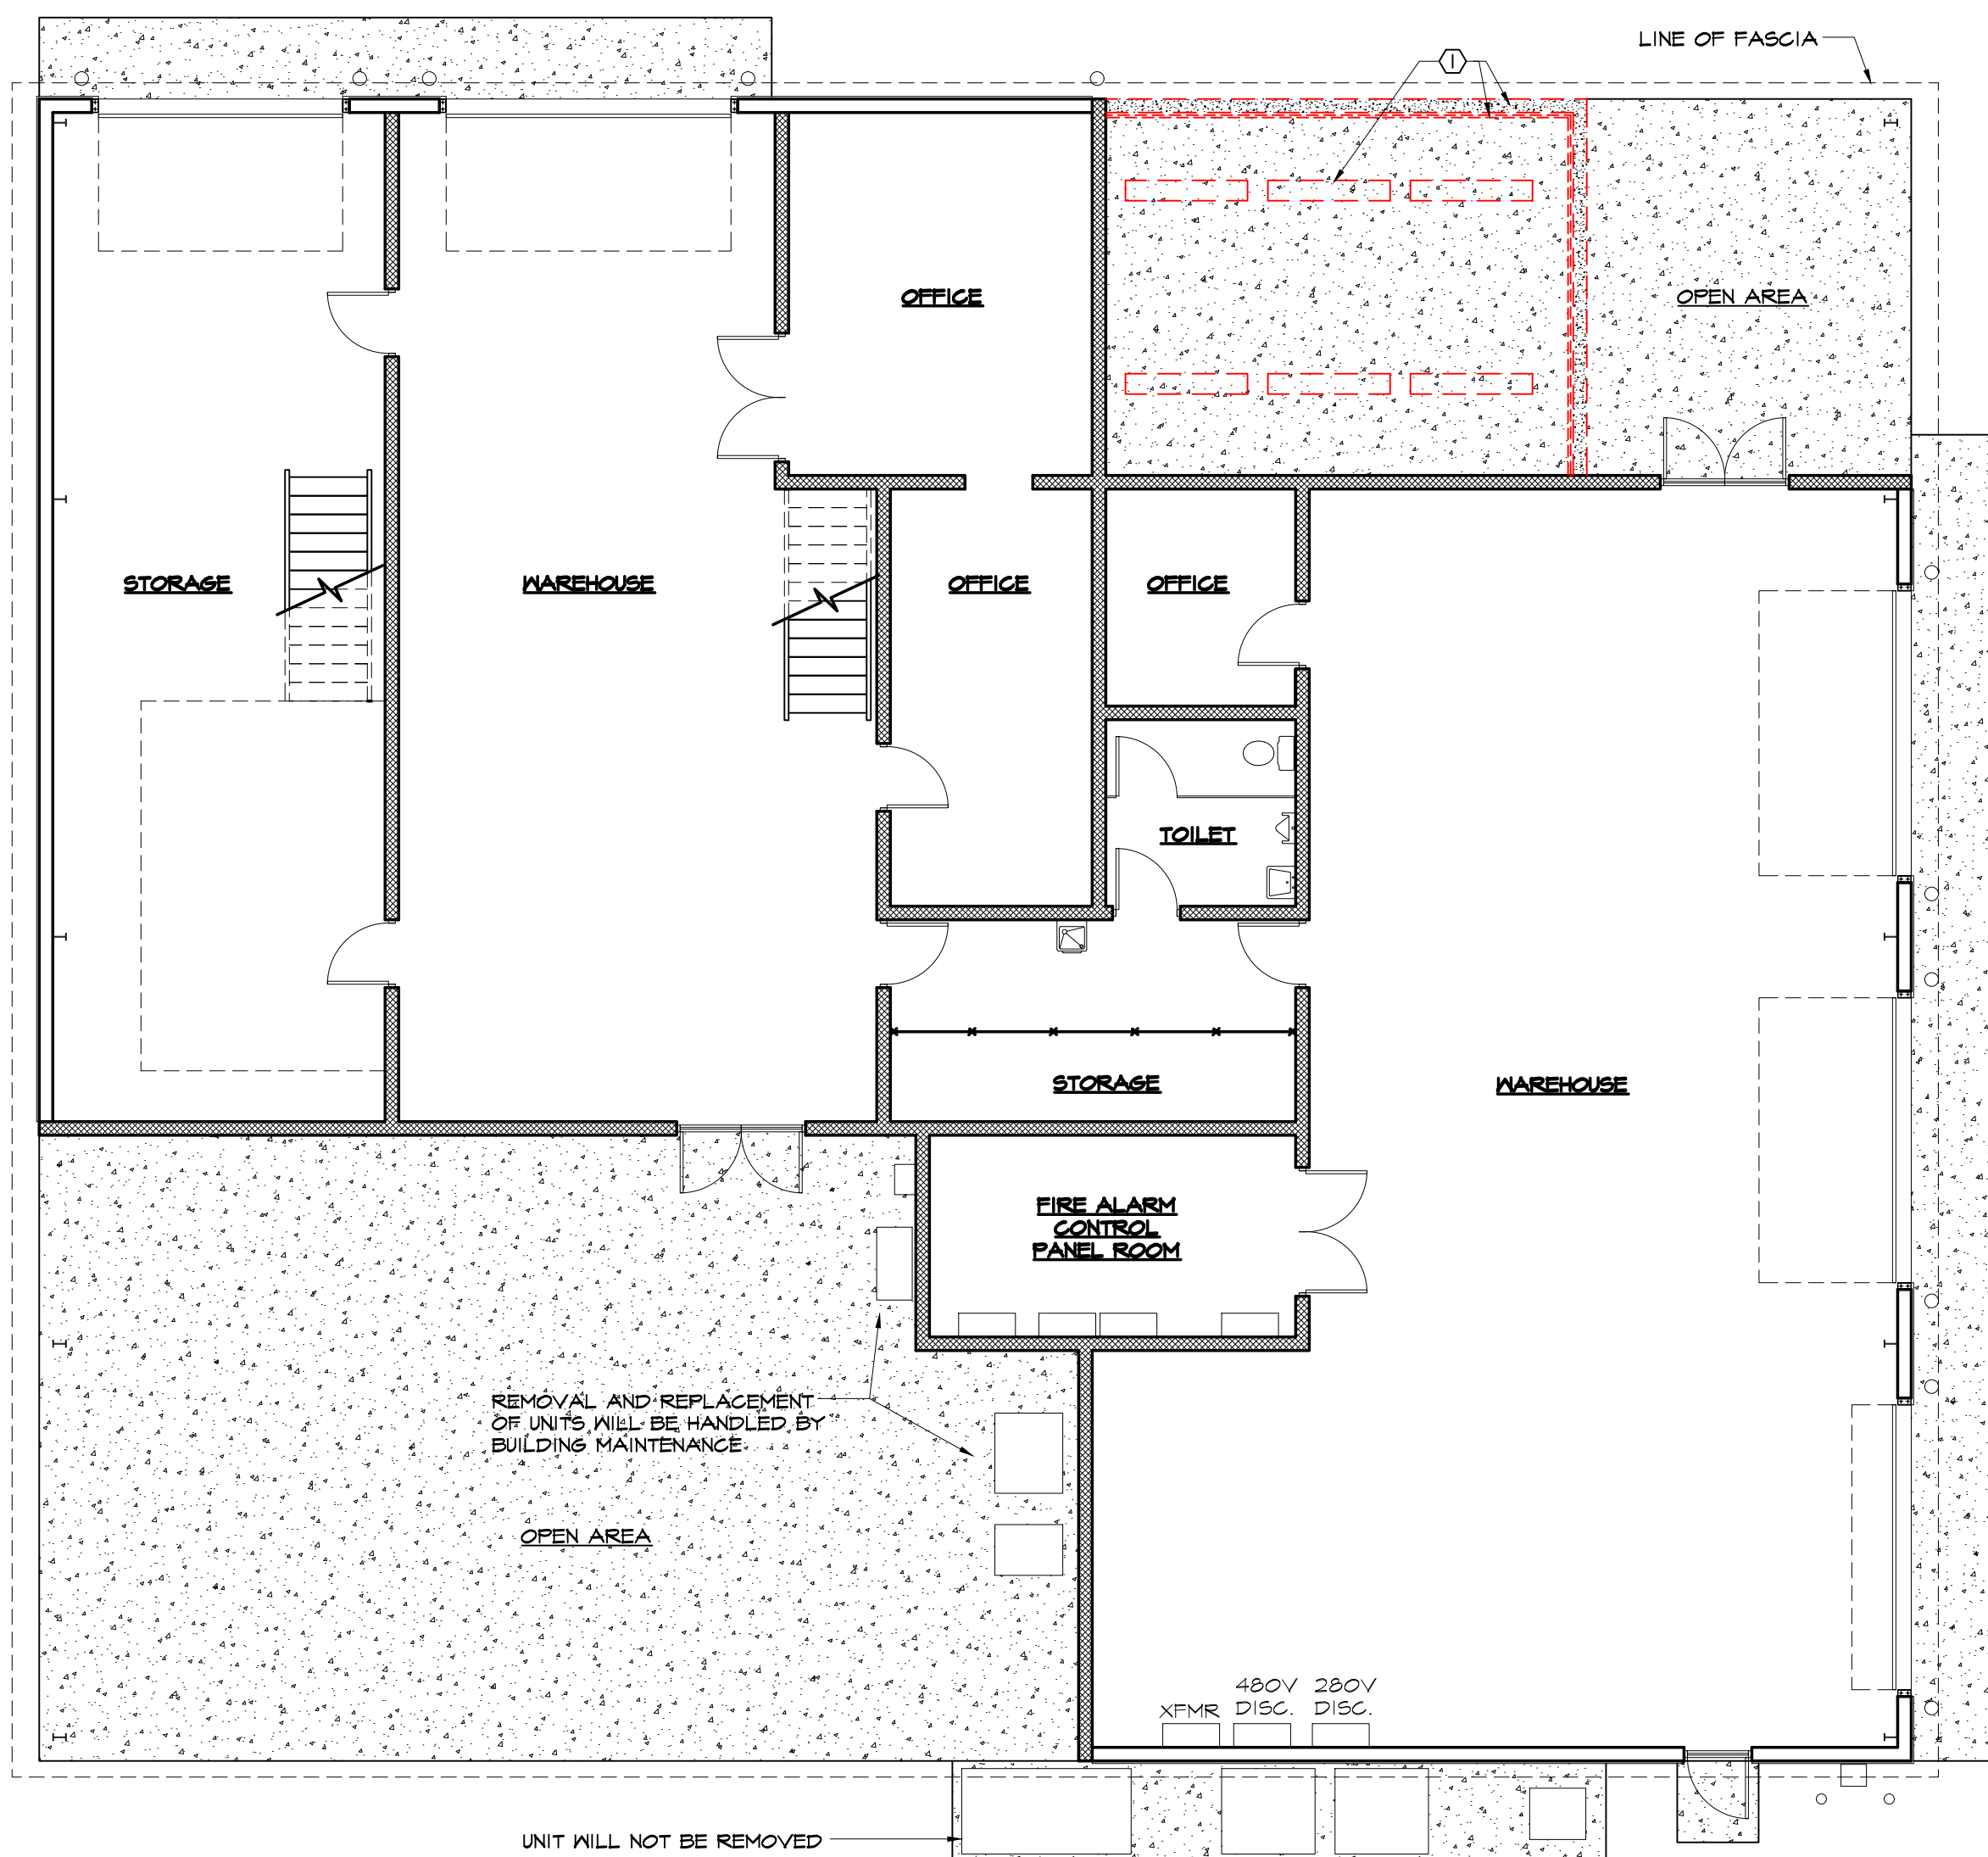 LINE OF FASCIA
1
OFFICE
OPEN AREA
STORAGE
WAREHOUSE
OFFICE
OFFICE
TOILET
STORAGE
WAREHOUSE
FIRE ALARM
CONTROL
PANEL ROOM
REMOVAL AND REPLACEMENT
OF UNITS WILL BE HANDLED BY
BUILDING MAINTENANCE
OPEN AREA
XFMR
480V
DISC.
280V
DISC.
UNIT WILL NOT BE REMOVED